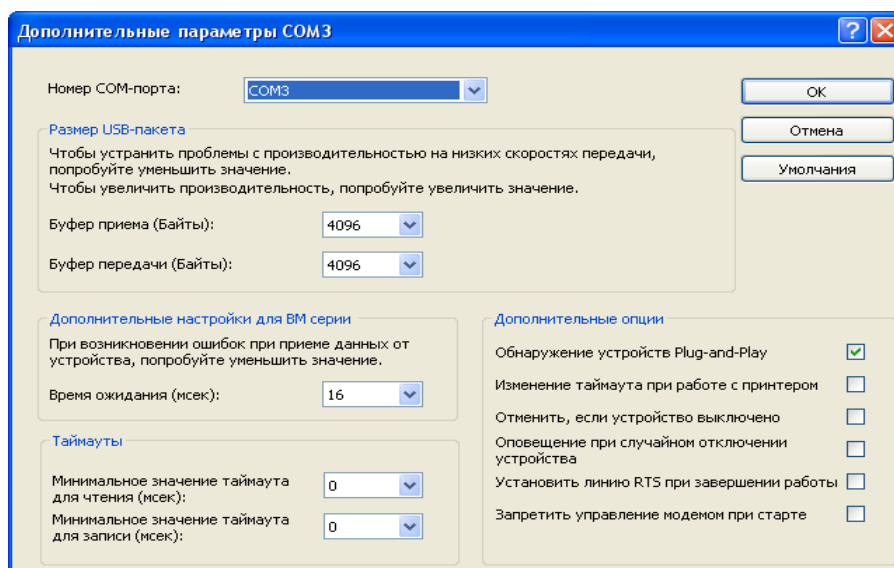 Дополнительные параметры COM3
Номер COM-порта:
COM3
OK
Отмена
Умолчания
Размер USB-пакета
Чтобы устранить проблемы с производительностью на низких скоростях передачи,
попробуйте уменьшить значение.
Чтобы увеличить производительность, попробуйте увеличить значение.
Буфер приема (Байты):
4096
Буфер передачи (Байты):
4096
Дополнительные настройки для ВМ серии
При возникновении ошибок при приеме данных от
устройства, попробуйте уменьшить значение.
Время ожидания (мсек):
16
Таймауты
Минимальное значение таймаута
для чтения (мсек):
0
Минимальное значение таймаута
для записи (мсек):
0
Дополнительные опции
Обнаружение устройств Plug-and-Play
Изменение таймаута при работе с принтером
Отменить, если устройство выключено
Оповещение при случайном отключении
устройства
Установить линию RTS при завершении работы
Запретить управление модемом при старте